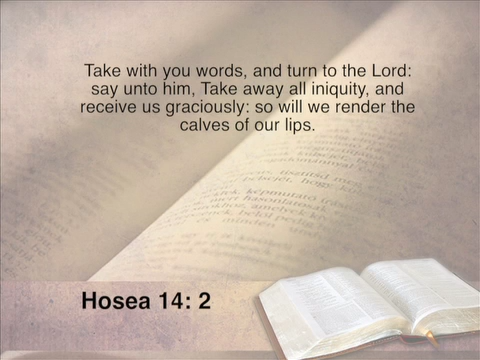 Take with you words, and turn to the Lord:
say unto him, Take away all iniquity, and
receive us graciously: so will we render the
calves of our lips.
Hosea 14: 2